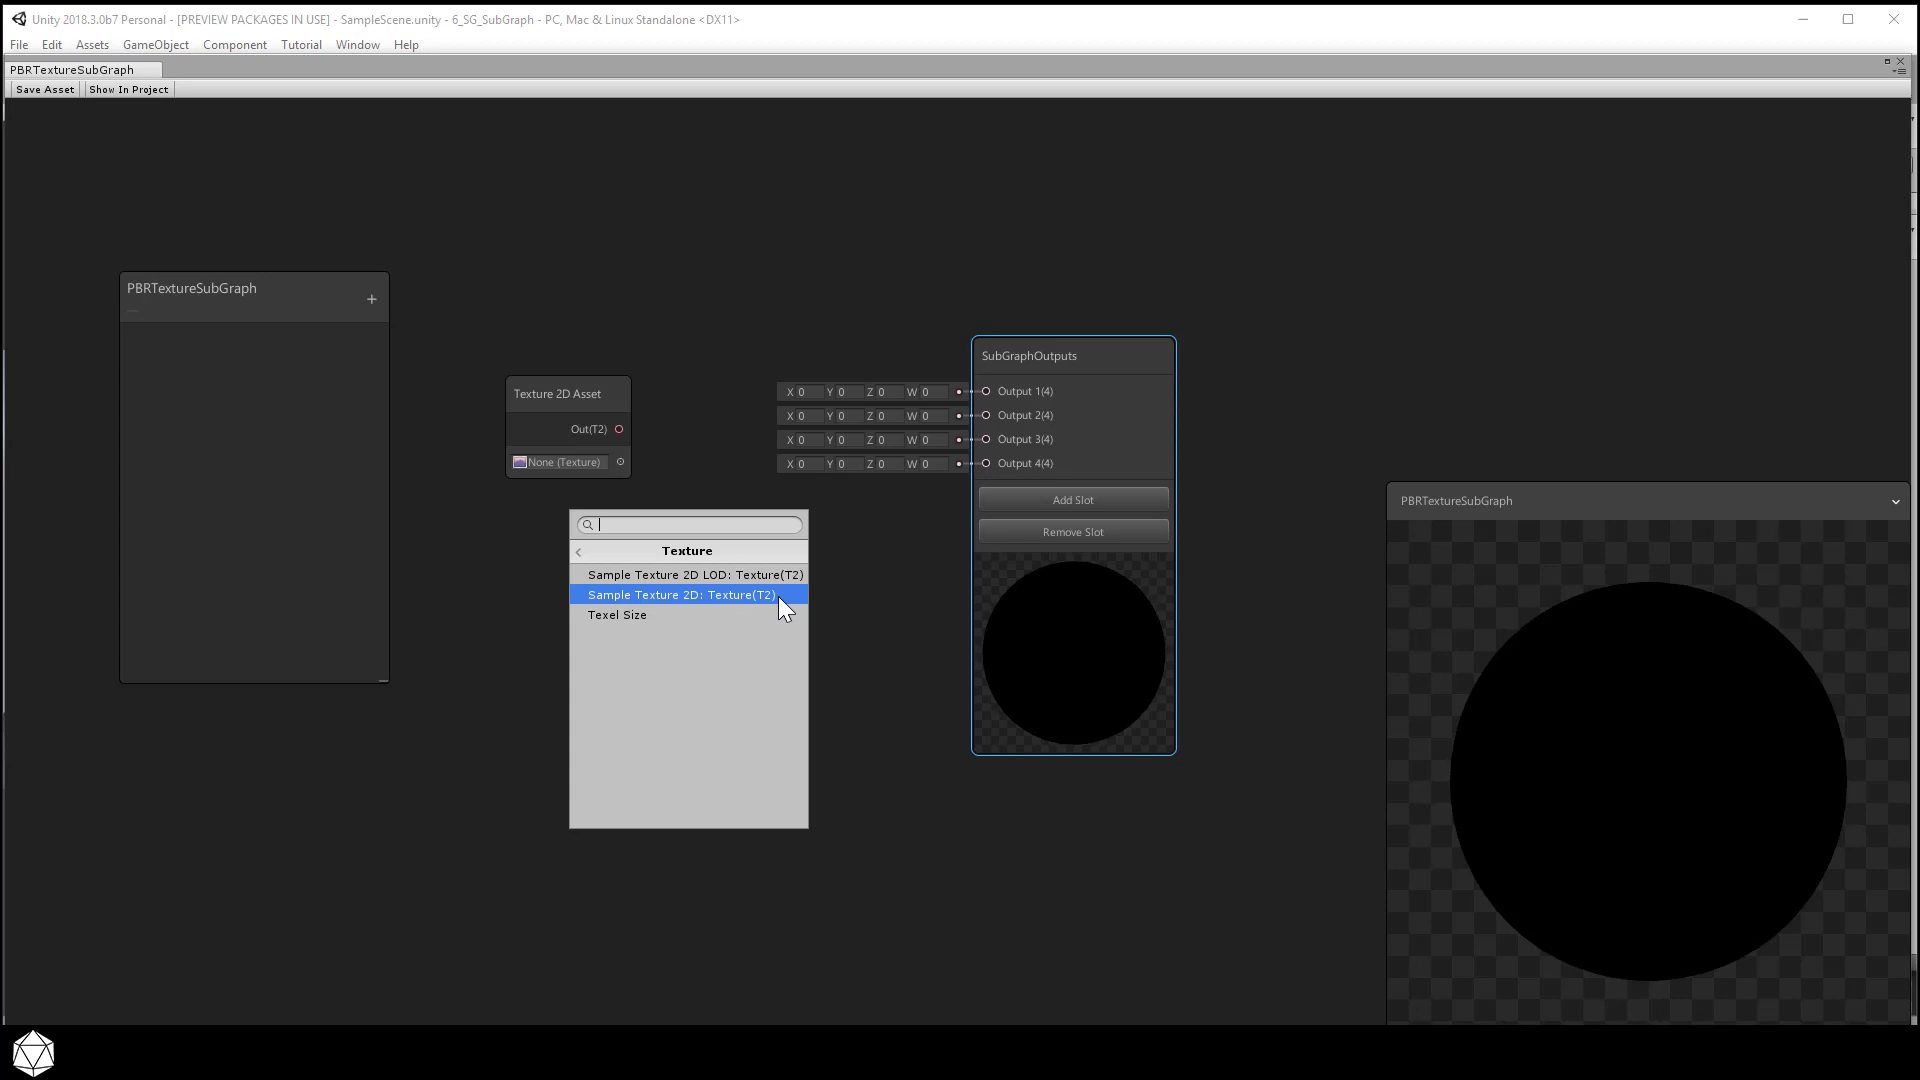 Unity 2018.3.0b7 Personal - [PREVIEW PACKAGES IN USE] - SampleScene.unity - 6_SG_SubGraph - PC, Mac & Linux Standalone <DX11>
File Edit Assets GameObject Component Tutorial Window Help
PBRTextureSubGraph
Save Asset Show In Project
PBRTextureSubGraph
SubGraphOutputs
Texture 2D Asset
X 0 Y 0 Z 0 W 0 Output 1(4)
X 0 Y 0 Z 0 W 0 Output 2(4)
Out(T2)
X 0 Y 0 Z 0 W 0 Output 3(4)
X 0 Y 0 Z 0 W 0 Output 4(4)
None (Texture)
Add Slot
Remove Slot
PBRTextureSubGraph
Texture
Sample Texture 2D LOD: Texture(T2)
Sample Texture 2D: Texture(T2)
Texel Size